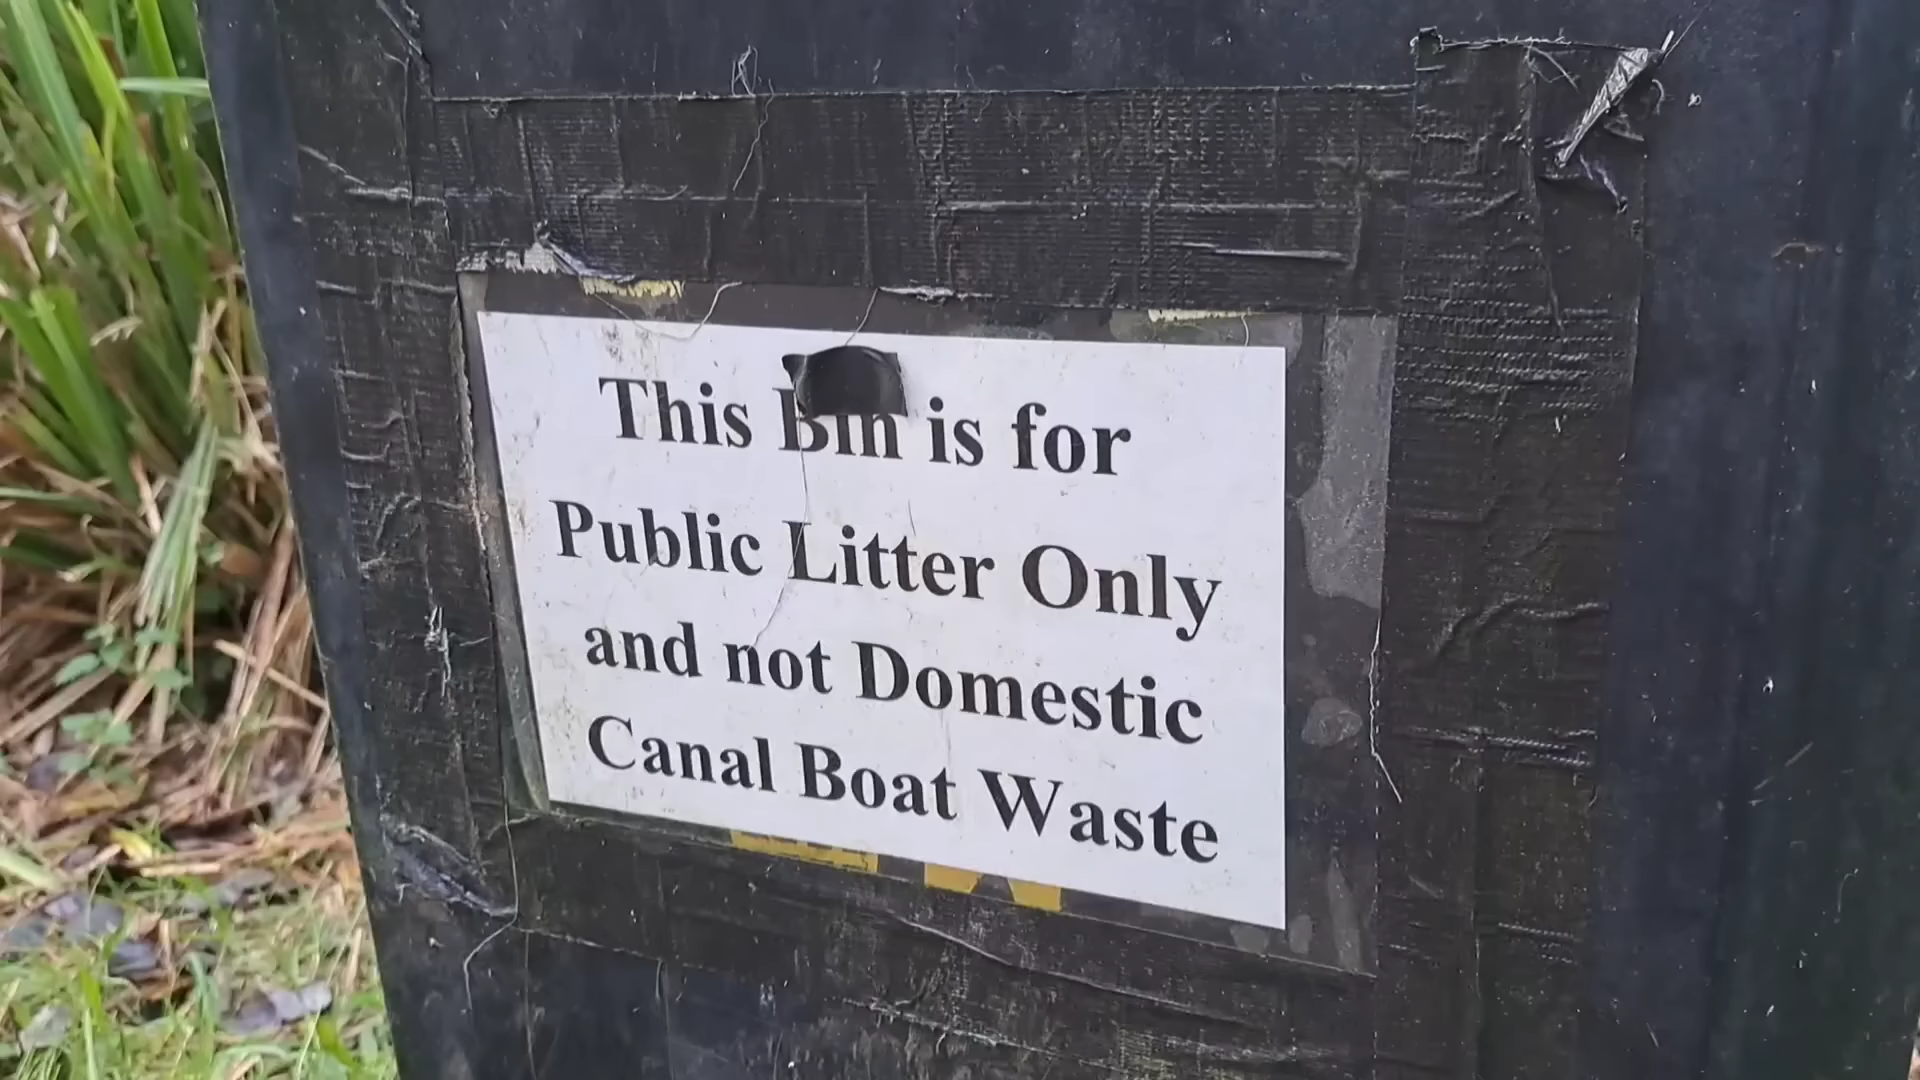 This Bin is for
Public Litter Only
and not Domestic
Canal Boat Waste